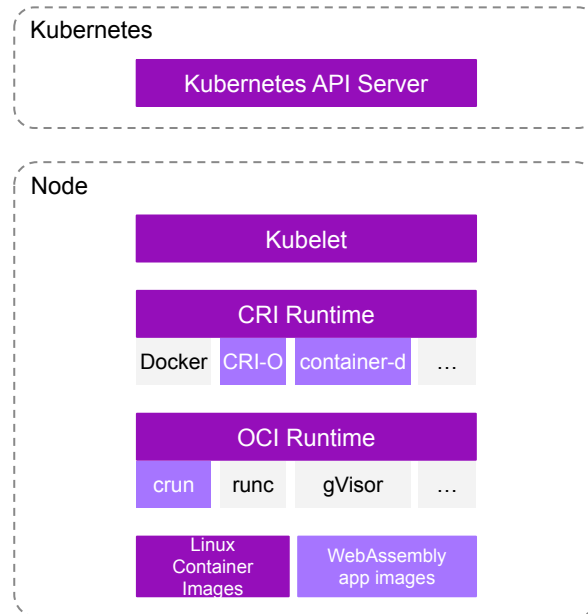 Kubernetes
Kubernetes API Server
Node
Kubelet
CRI Runtime
Docker CRI-O container-d …
OCI Runtime
crun runc gVisor …
Linux
Container
Images
WebAssembly
app images